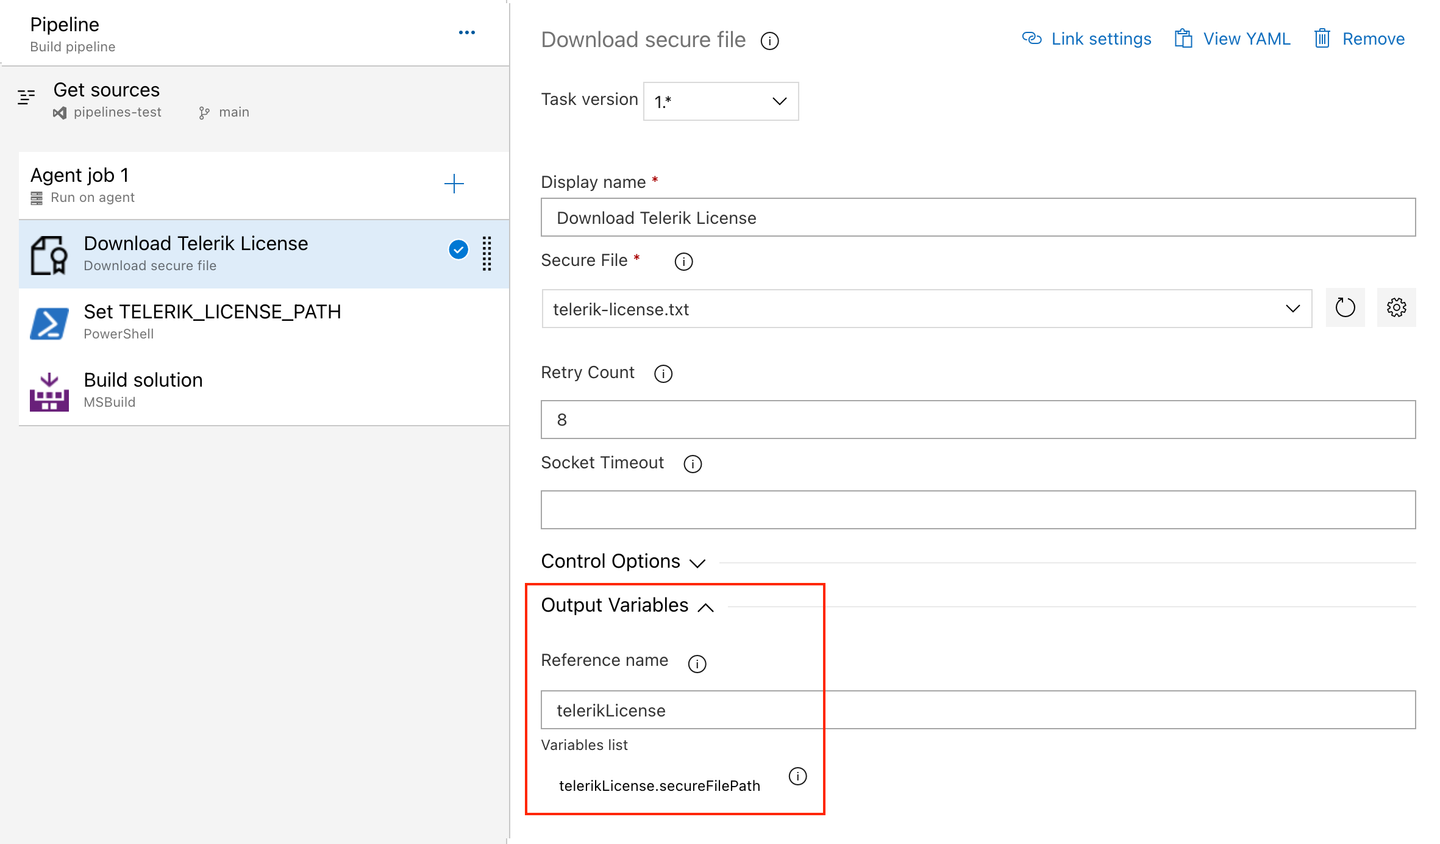 Pipeline
Build pipeline
Get sources
pipelines-test main
Agent job 1
Run on agent
Download Telerik License
Download secure file
Set TELERIK_LICENSE_PATH
PowerShell
Build solution
MSBuild
Download secure file
Link settings View YAML Remove
Task version 1.*
Display name *
Download Telerik License
Secure File *
telerik-license.txt
Retry Count
8
Socket Timeout
Control Options
Output Variables
Reference name
telerikLicense
Variables list
telerikLicense.secureFilePath